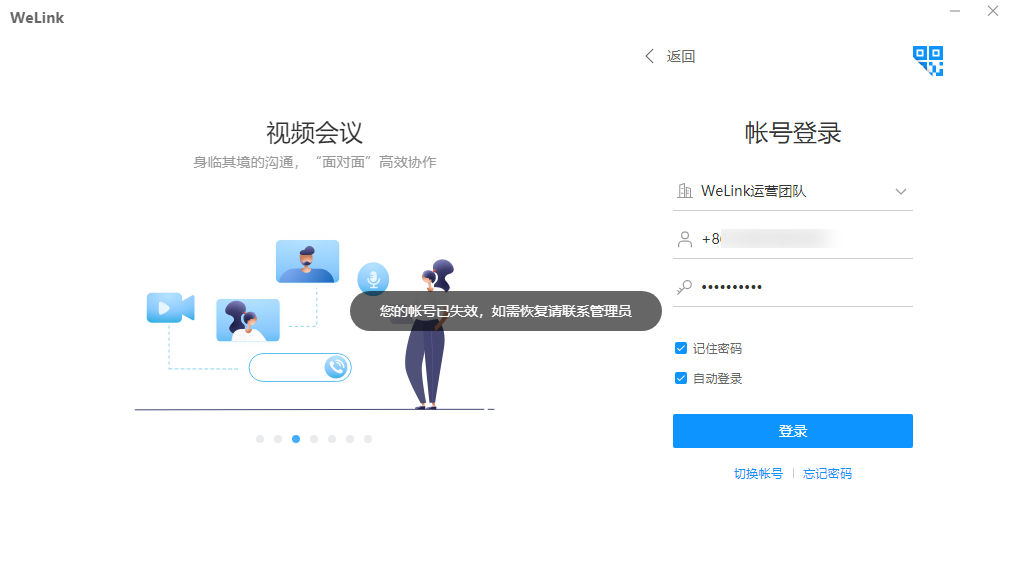 WeLink
返回
视频会议
身临其境的沟通，“面对面”高效协作
您的帐号已失效，如需恢复请联系管理员
帐号登录
WeLink运营团队
+8
••••••••••
记住密码
自动登录
登录
切换帐号 | 忘记密码